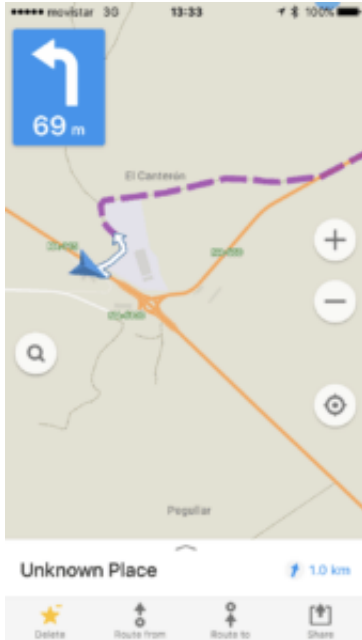 movistar 3G 13:33 100%
69 m
El Canterón
Peguilar
Unknown Place
1.0 km
Delete Route from Route to Share